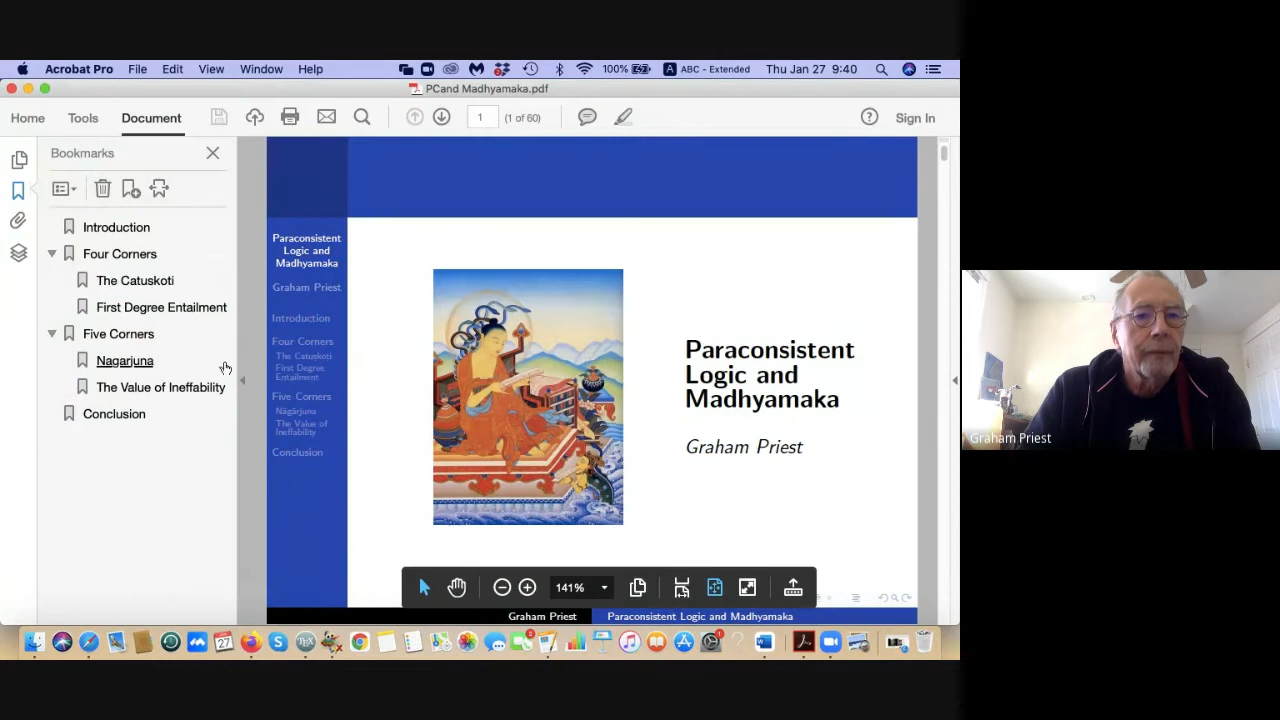 Acrobat Pro File Edit View Window Help 100% A ABC - Extended Thu Jan 27 9:40
PCand Madhyamaka.pdf
Home Tools Document 1 (1 of 60) ? Sign In
Bookmarks
Introduction
Four Corners
The Catuskoti
First Degree Entailment
Five Corners
Nagarjuna
The Value of Ineffability
Conclusion
Paraconsistent
Logic and
Madhyamaka
Graham Priest
Introduction
Four Corners
The Catuskoti
First Degree
Entailment
Five Corners
Nāgārjuna
The Value of
Ineffability
Conclusion
Paraconsistent
Logic and
Madhyamaka
Graham Priest
141%
Graham Priest Paraconsistent Logic and Madhyamaka
Graham Priest